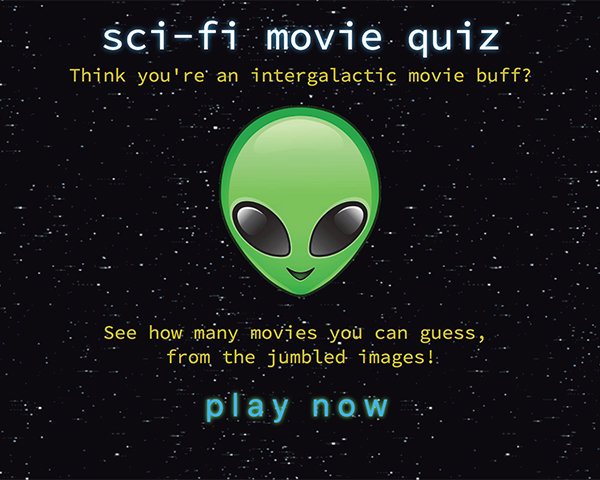 sci-fi movie quiz
Think you're an intergalactic movie buff?
See how many movies you can guess,
from the jumbled images!
play now